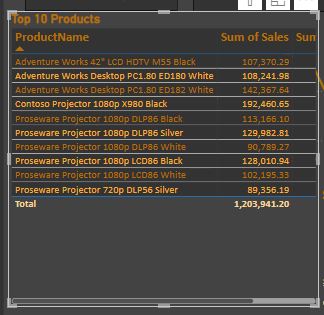 Top 10 Products
ProductName Sum of Sales Sum
Adventure Works 42" LCD HDTV M55 Black 107,370.29
Adventure Works Desktop PC1.80 ED180 White 108,241.98
Adventure Works Desktop PC1.80 ED182 White 142,367.64
Contoso Projector 1080p X980 Black 192,460.65
Proseware Projector 1080p DLP86 Black 113,166.10
Proseware Projector 1080p DLP86 Silver 129,982.81
Proseware Projector 1080p DLP86 White 90,789.27
Proseware Projector 1080p LCD86 Black 128,010.94
Proseware Projector 1080p LCD86 White 102,195.33
Proseware Projector 720p DLP56 Silver 89,356.19
Total 1,203,941.20